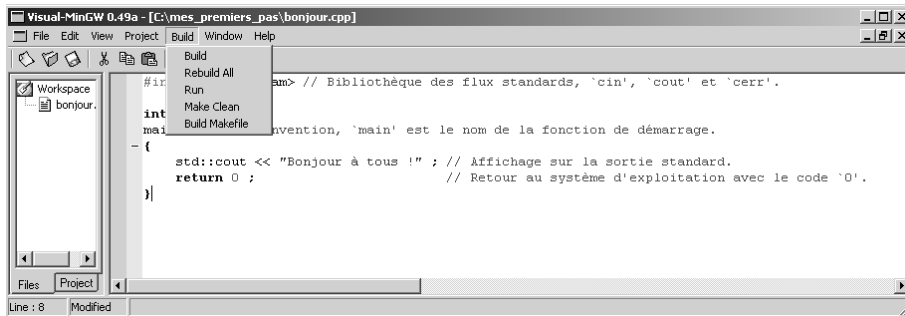 Visual-MinGW 0.49a - [C:\mes_premiers_pas\bonjour.cpp]
File Edit View Project Build Window Help
Build
Rebuild All
Run
Make Clean
Build Makefile
Workspace
bonjour.
#in am> // Bibliothèque des flux standards, `cin', `cout' et `cerr'.
int
mai nvention, `main' est le nom de la fonction de démarrage.
{
std::cout << "Bonjour à tous !" ; // Affichage sur la sortie standard.
return 0 ; // Retour au système d'exploitation avec le code `0'.
}
Files Project
Line : 8 Modified